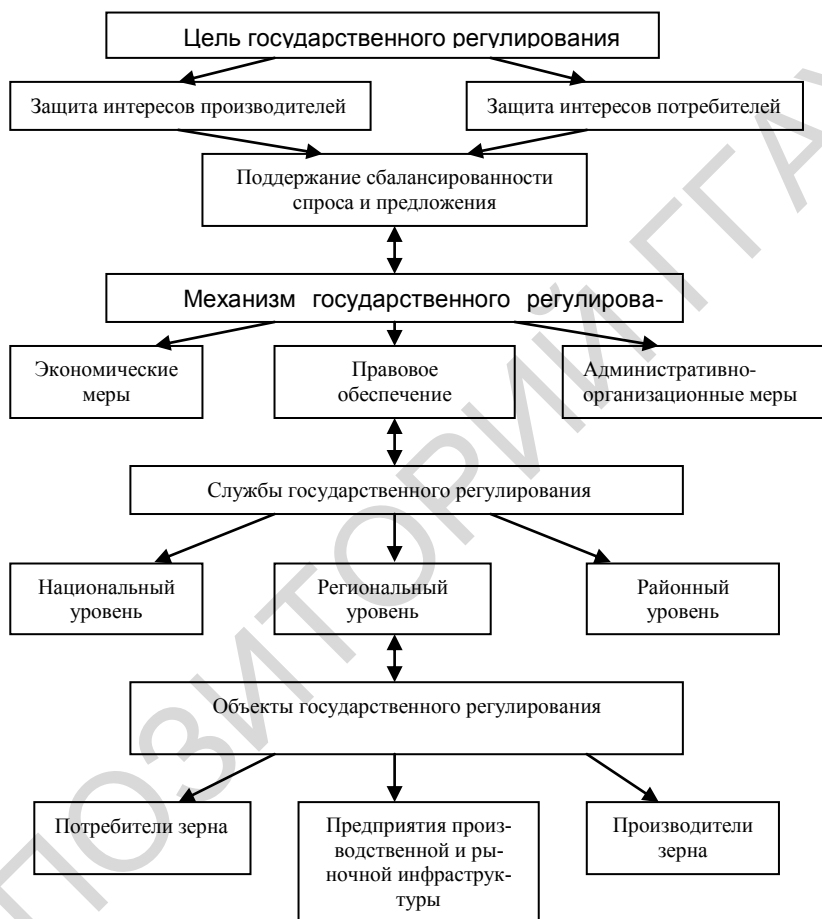 Цель государственного регулирования
Защита интересов производителей
Защита интересов потребителей
Поддержание сбалансированности
спроса и предложения
Механизм государственного регулирова-
Экономические
меры
Правовое
обеспечение
Административно-
организационные меры
Службы государственного регулирования
Национальный
уровень
Региональный
уровень
Районный
уровень
Объекты государственного регулирования
Потребители зерна
Предприятия произ-
водственной и ры-
ночной инфраструк-
туры
Производители
зерна
ПОЗИТОРИЙ ГГАУ